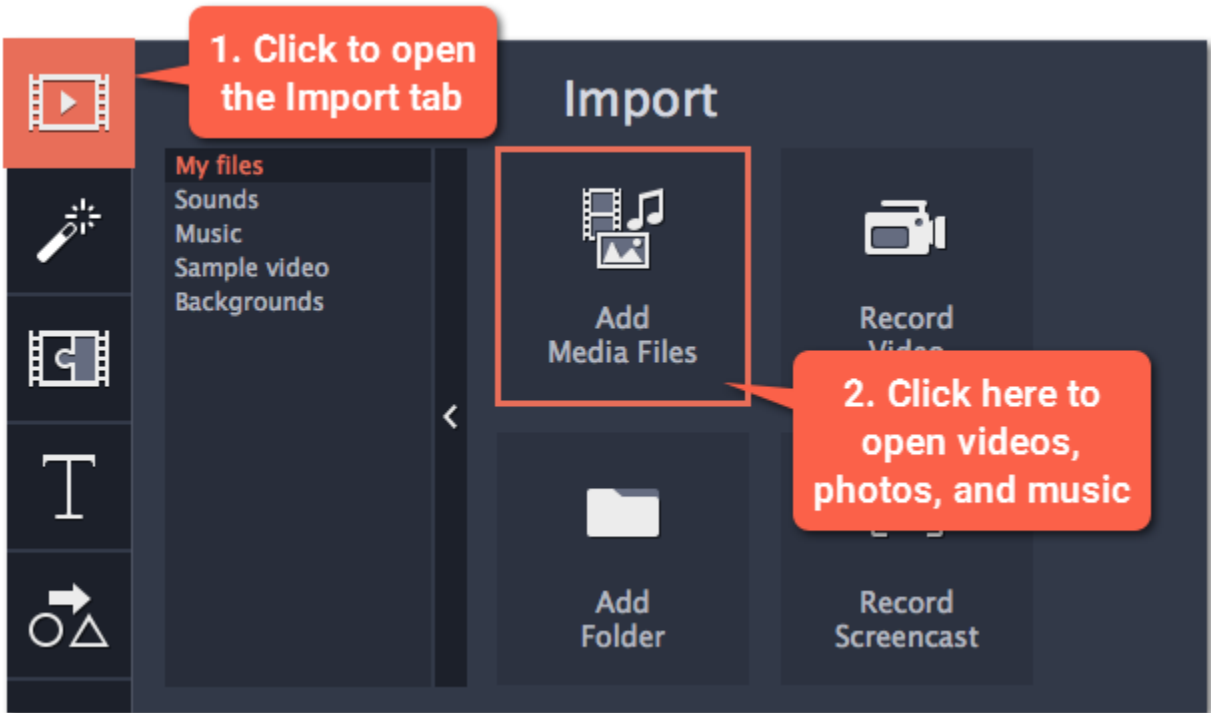 1. Click to open
the Import tab
Import
My files
Sounds
Music
Sample video
Backgrounds
Add
Media Files
Record
Video
2. Click here to
open videos,
photos, and music
Add
Folder
Record
Screencast